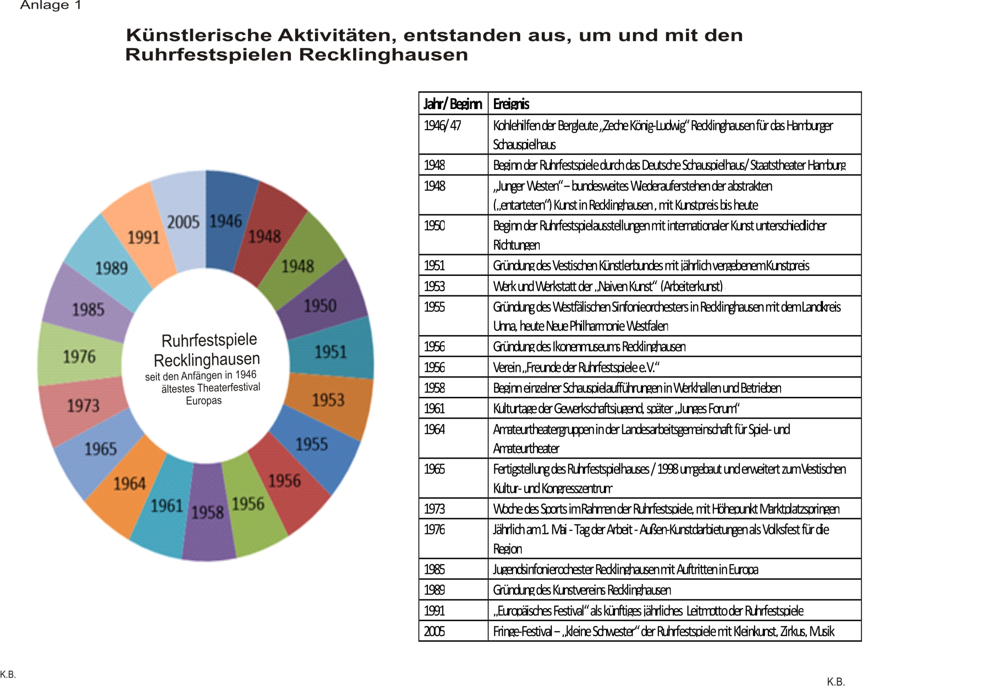 Anlage 1
Künstlerische Aktivitäten, entstanden aus, um und mit den
Ruhrfestspielen Recklinghausen
2005
1946
1948
1948
1950
1951
1953
1955
1956
1956
1958
1961
1964
1965
1973
1976
1985
1989
1991
Ruhrfestspiele
Recklinghausen
seit den Anfängen in 1946
ältestes Theaterfestival
Europas
Jahr/ Beginn Ereignis
1946/ 47 Kohlehilfen der Bergleute „Zeche König-Ludwig“ Recklinghausen für das Hamburger
Schauspielhaus
1948 Beginn der Ruhrfestspiele durch das Deutsche Schauspielhaus/ Staatstheater Hamburg
1948 „Junger Westen“ – bundesweites Wiederauferstehen der abstrakten
(„entarteten“) Kunst in Recklinghausen , mit Kunstpreis bis heute
1950 Beginn der Ruhrfestspielausstellungen mit internationaler Kunst unterschiedlicher
Richtungen
1951 Gründung des Vestischen Künstlerbundes mit jährlich vergebenem Kunstpreis
1953 Werk und Werkstatt der „Naiven Kunst“ (Arbeiterkunst) .
1955 Gründung des Westfälischen Sinfonieorchesters in Recklinghausen mit dem Landkreis
Unna, heute Neue Philharmonie Westfalen
1956 Gründung des Ikonenmuseums Recklinghausen
1956 Verein „Freunde der Ruhrfestspiele e.V.“
1958 Beginn einzelner Schauspielaufführungen in Werkhallen und Betrieben
1961 Kulturtage der Gewerkschaftsjugend, später „Junges Forum“
1964 Amateurtheatergruppen in der Landesarbeitsgemeinschaft für Spiel- und
Amateurtheater
1965 Fertigstellung des Ruhrfestspielhauses / 1998 umgebaut und erweitert zum Vestischen
Kultur- und Kongresszentrum
1973 Woche des Sports im Rahmen der Ruhrfestspiele, mit Höhepunkt Marktplatzspringen
1976 Jährlich am 1. Mai - Tag der Arbeit - Außen-Kunstdarbietungen als Volksfest für die
Region
1985 Jugendsinfonierochester Recklinghausen mit Auftritten in Europa
1989 Gründung des Kunstvereins Recklinghausen
1991 „Europäisches Festival“ als künftiges jährliches Leitmotto der Ruhrfestspiele
2005 Fringe-Festival – „kleine Schwester“ der Ruhrfestspiele mit Kleinkunst, Zirkus, Musik
K.B.
K.B.